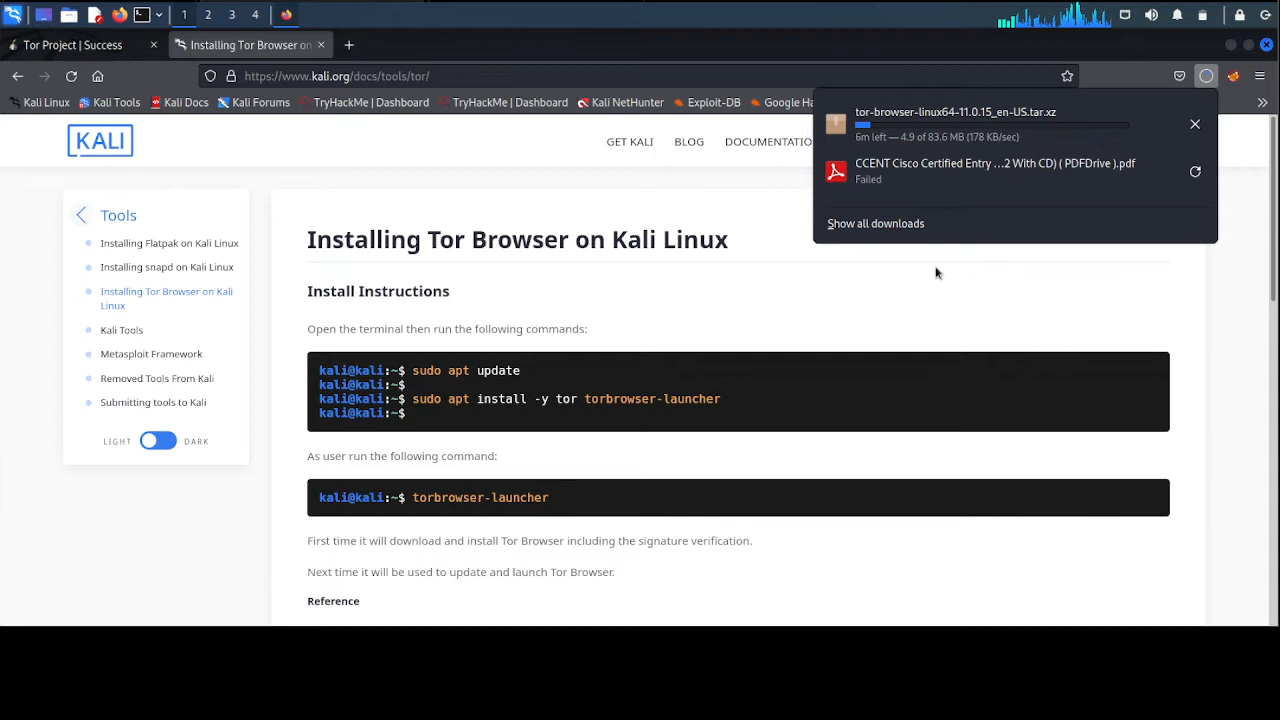 1 2 3 4
Tor Project | Success
Installing Tor Browser on
https://www.kali.org/docs/tools/tor/
Kali Linux
Kali Tools
Kali Docs
Kali Forums
TryHackMe | Dashboard
TryHackMe | Dashboard
Kali NetHunter
Exploit-DB
Google Ha
tor-browser-linux64-11.0.15_en-US.tar.xz
6m left — 4.9 of 83.6 MB (178 KB/sec)
CCENT Cisco Certified Entry ...2 With CD) ( PDFDrive ).pdf
Failed
Show all downloads
KALI
GET KALI
BLOG
DOCUMENTATIO
Tools
Installing Flatpak on Kali Linux
Installing snapd on Kali Linux
Installing Tor Browser on Kali
Linux
Kali Tools
Metasploit Framework
Removed Tools From Kali
Submitting tools to Kali
LIGHT
DARK
Installing Tor Browser on Kali Linux
Install Instructions
Open the terminal then run the following commands:
kali@kali:~$ sudo apt update
kali@kali:~$
kali@kali:~$ sudo apt install -y tor torbrowser-launcher
kali@kali:~$
As user run the following command:
kali@kali:~$ torbrowser-launcher
First time it will download and install Tor Browser including the signature verification.
Next time it will be used to update and launch Tor Browser.
Reference